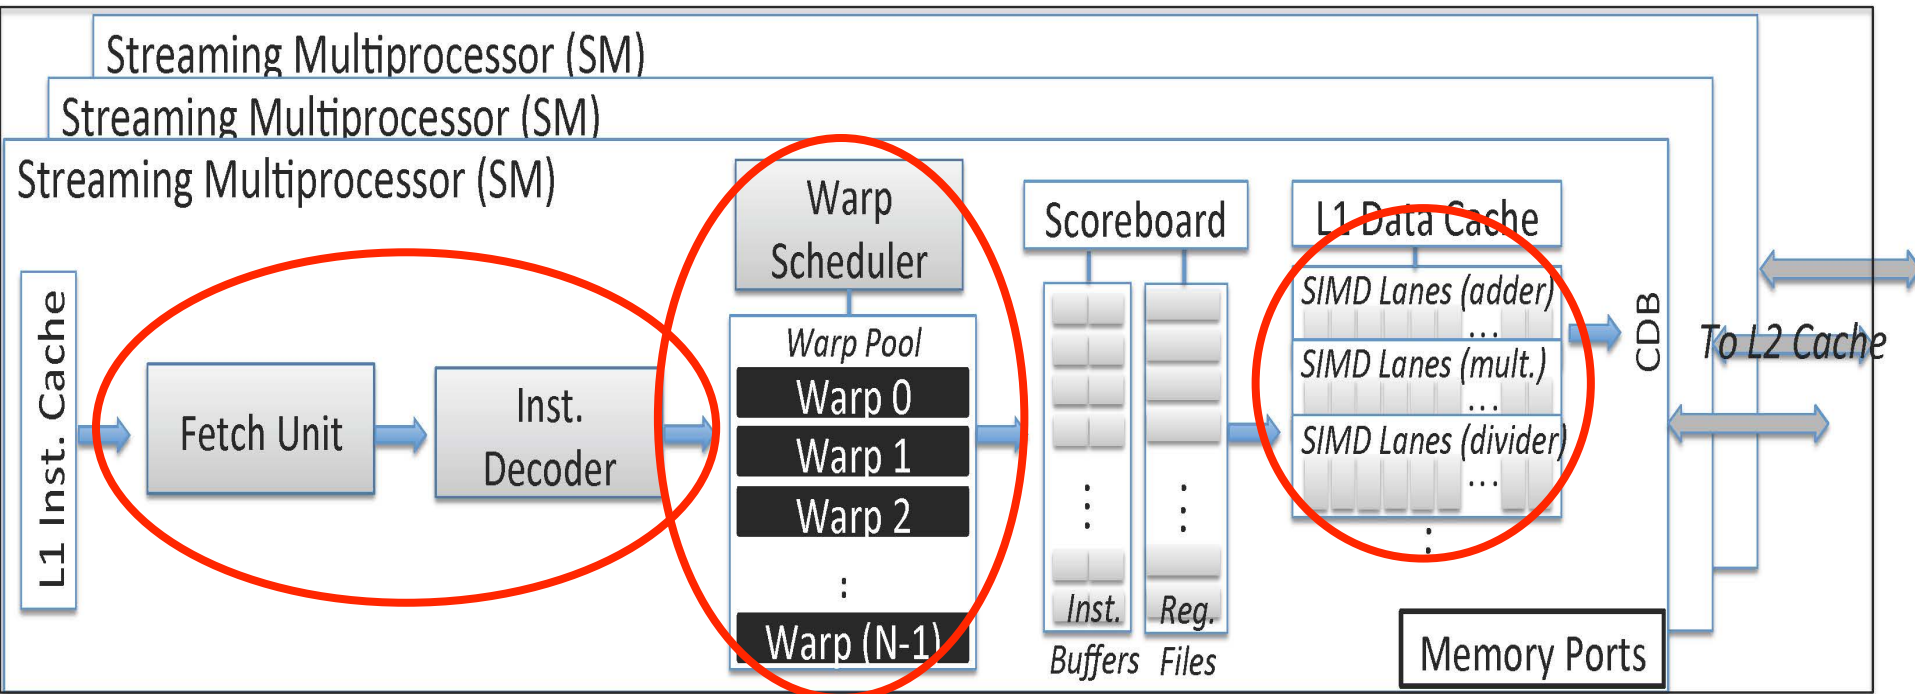 Streaming Multiprocessor (SM)
Streaming Multiprocessor (SM)
Streaming Multiprocessor (SM)
L1 Inst. Cache
Fetch Unit
Inst.
Decoder
Warp
Scheduler
Warp Pool
Warp 0
Warp 1
Warp 2
:
Warp (N-1)
Scoreboard
Inst.
Buffers
Reg.
Files
L1 Data Cache
SIMD Lanes (adder)
...
SIMD Lanes (mult.)
...
SIMD Lanes (divider)
...
:
CDB
To L2 Cache
Memory Ports